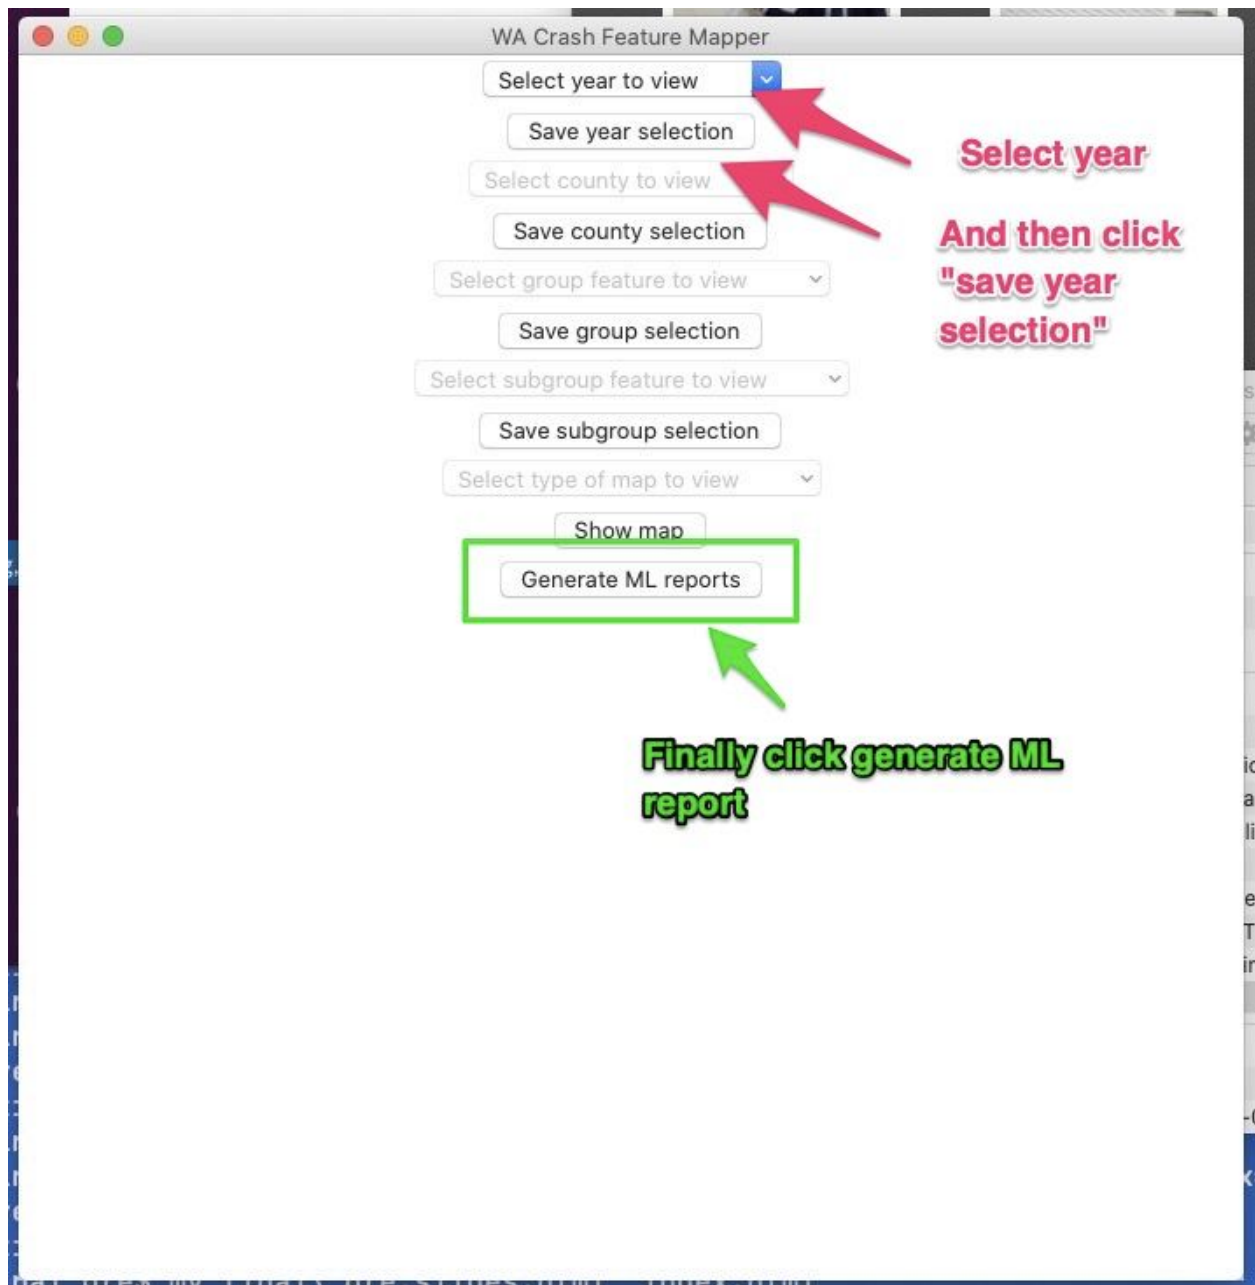 WA Crash Feature Mapper
Select year to view
Save year selection
Select year
Select county to view
Save county selection
And then click
"save year
selection"
Select group feature to view
Save group selection
Select subgroup feature to view
Save subgroup selection
Select type of map to view
Show map
Generate ML reports
Finally click generate ML
report